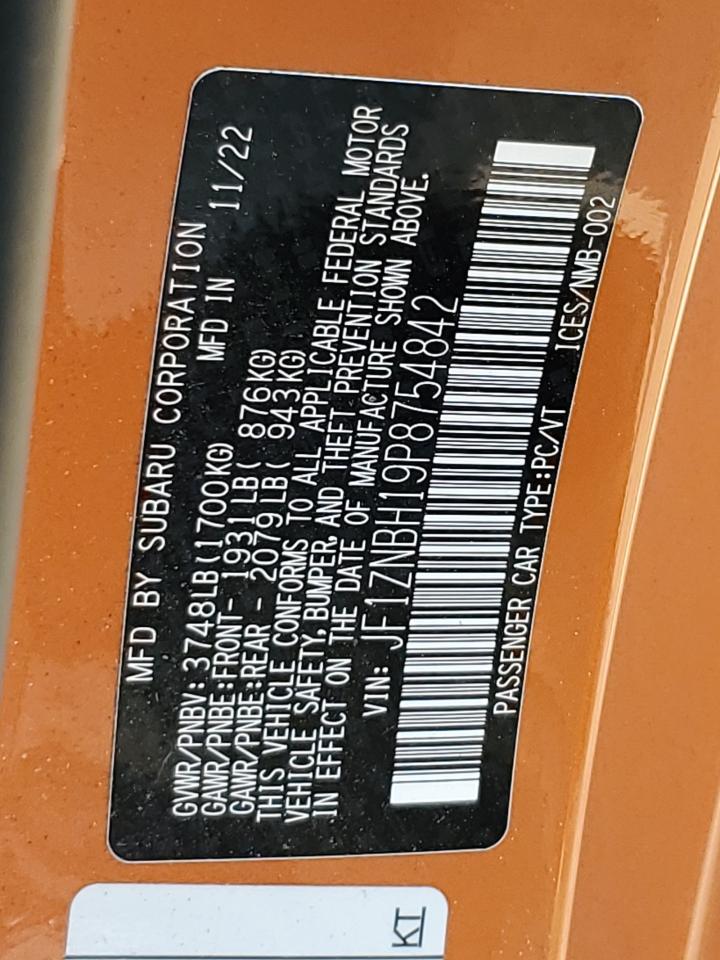 MFD BY SUBARU CORPORATION
MFD IN 11/22
GVWR/PNBV: 3748LB(1700KG)
GAWR/PNBE:FRONT- 1931LB( 876KG)
GAWR/PNBE:REAR - 2079LB( 943KG)
THIS VEHICLE CONFORMS TO ALL APPLICABLE FEDERAL MOTOR
VEHICLE SAFETY, BUMPER, AND THEFT PREVENTION STANDARDS
IN EFFECT ON THE DATE OF MANUFACTURE SHOWN ABOVE.
VIN: JF1ZNBH19P8754842
PASSENGER CAR TYPE:PC/VT ICES/NMB-002
KI